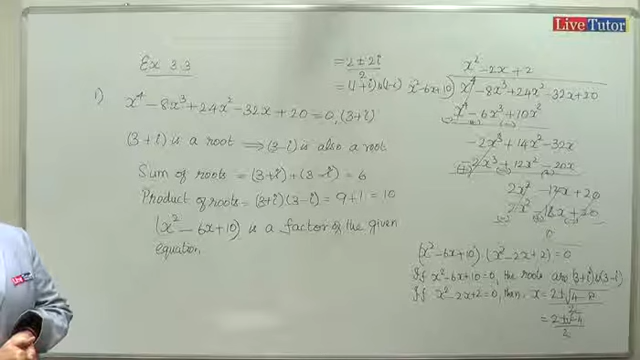 Live Tutor
Ex 3.3
1) x⁴ - 8x³ + 24x² - 32x + 20 = 0, (3+i)
(3+i) is a root ⟹ (3-i) is also a root
Sum of roots = (3+i) + (3-i) = 6
Product of roots = (3+i)(3-i) = 9+1 = 10
(x² - 6x + 10) is a factor of the given
equation
= 2 ± 2i / 2
= (1+i), (1-i)
x² - 2x + 2
x² - 6x + 10 ) x⁴ - 8x³ + 24x² - 32x + 20
x⁴ - 6x³ + 10x²
- 2x³ + 14x² - 32x
- 2x³ + 12x² - 20x
2x² - 12x + 20
2x² - 12x + 20
0
(x² - 6x + 10) (x² - 2x + 2) = 0
If x² - 6x + 10 = 0, the roots are (3+i), (3-i)
If x² - 2x + 2 = 0, then x = 2 ± √4 - 8 / 2
= 2 ± √-4 / 2